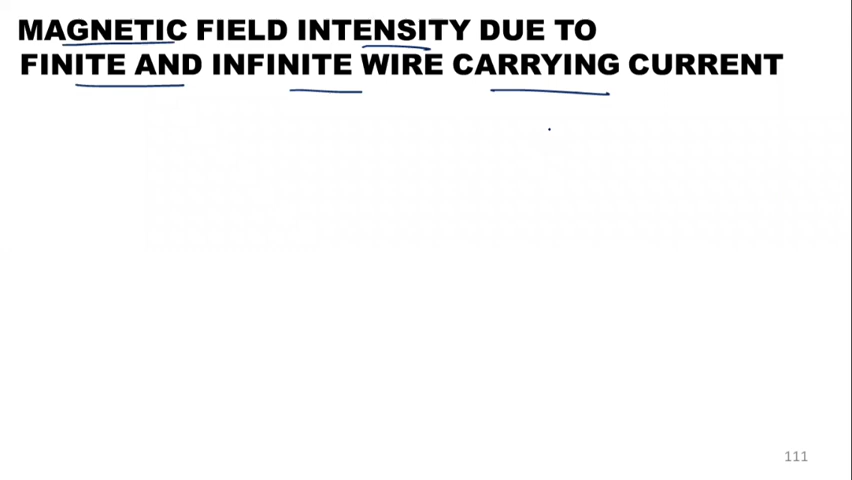 MAGNETIC FIELD INTENSITY DUE TO
FINITE AND INFINITE WIRE CARRYING CURRENT
111